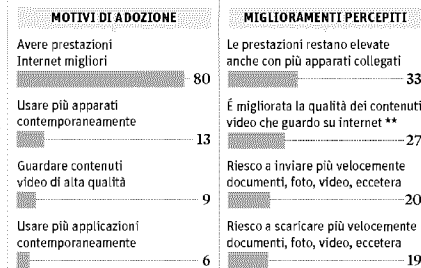 MOTIVI DI ADOZIONE
Avere prestazioni
Internet migliori
80
Usare più apparati
contemporaneamente
13
Guardare contenuti
video di alta qualità
9
Usare più applicazioni
contemporaneamente
6
MIGLIORAMENTI PERCEPITI
Le prestazioni restano elevate
anche con più apparati collegati
33
É migliorata la qualità dei contenuti
video che guardo su internet **
27
Riesco a inviare più velocemente
documenti, foto, video, eccetera
20
Riesco a scaricare più velocemente
documenti, foto, video, eccetera
19